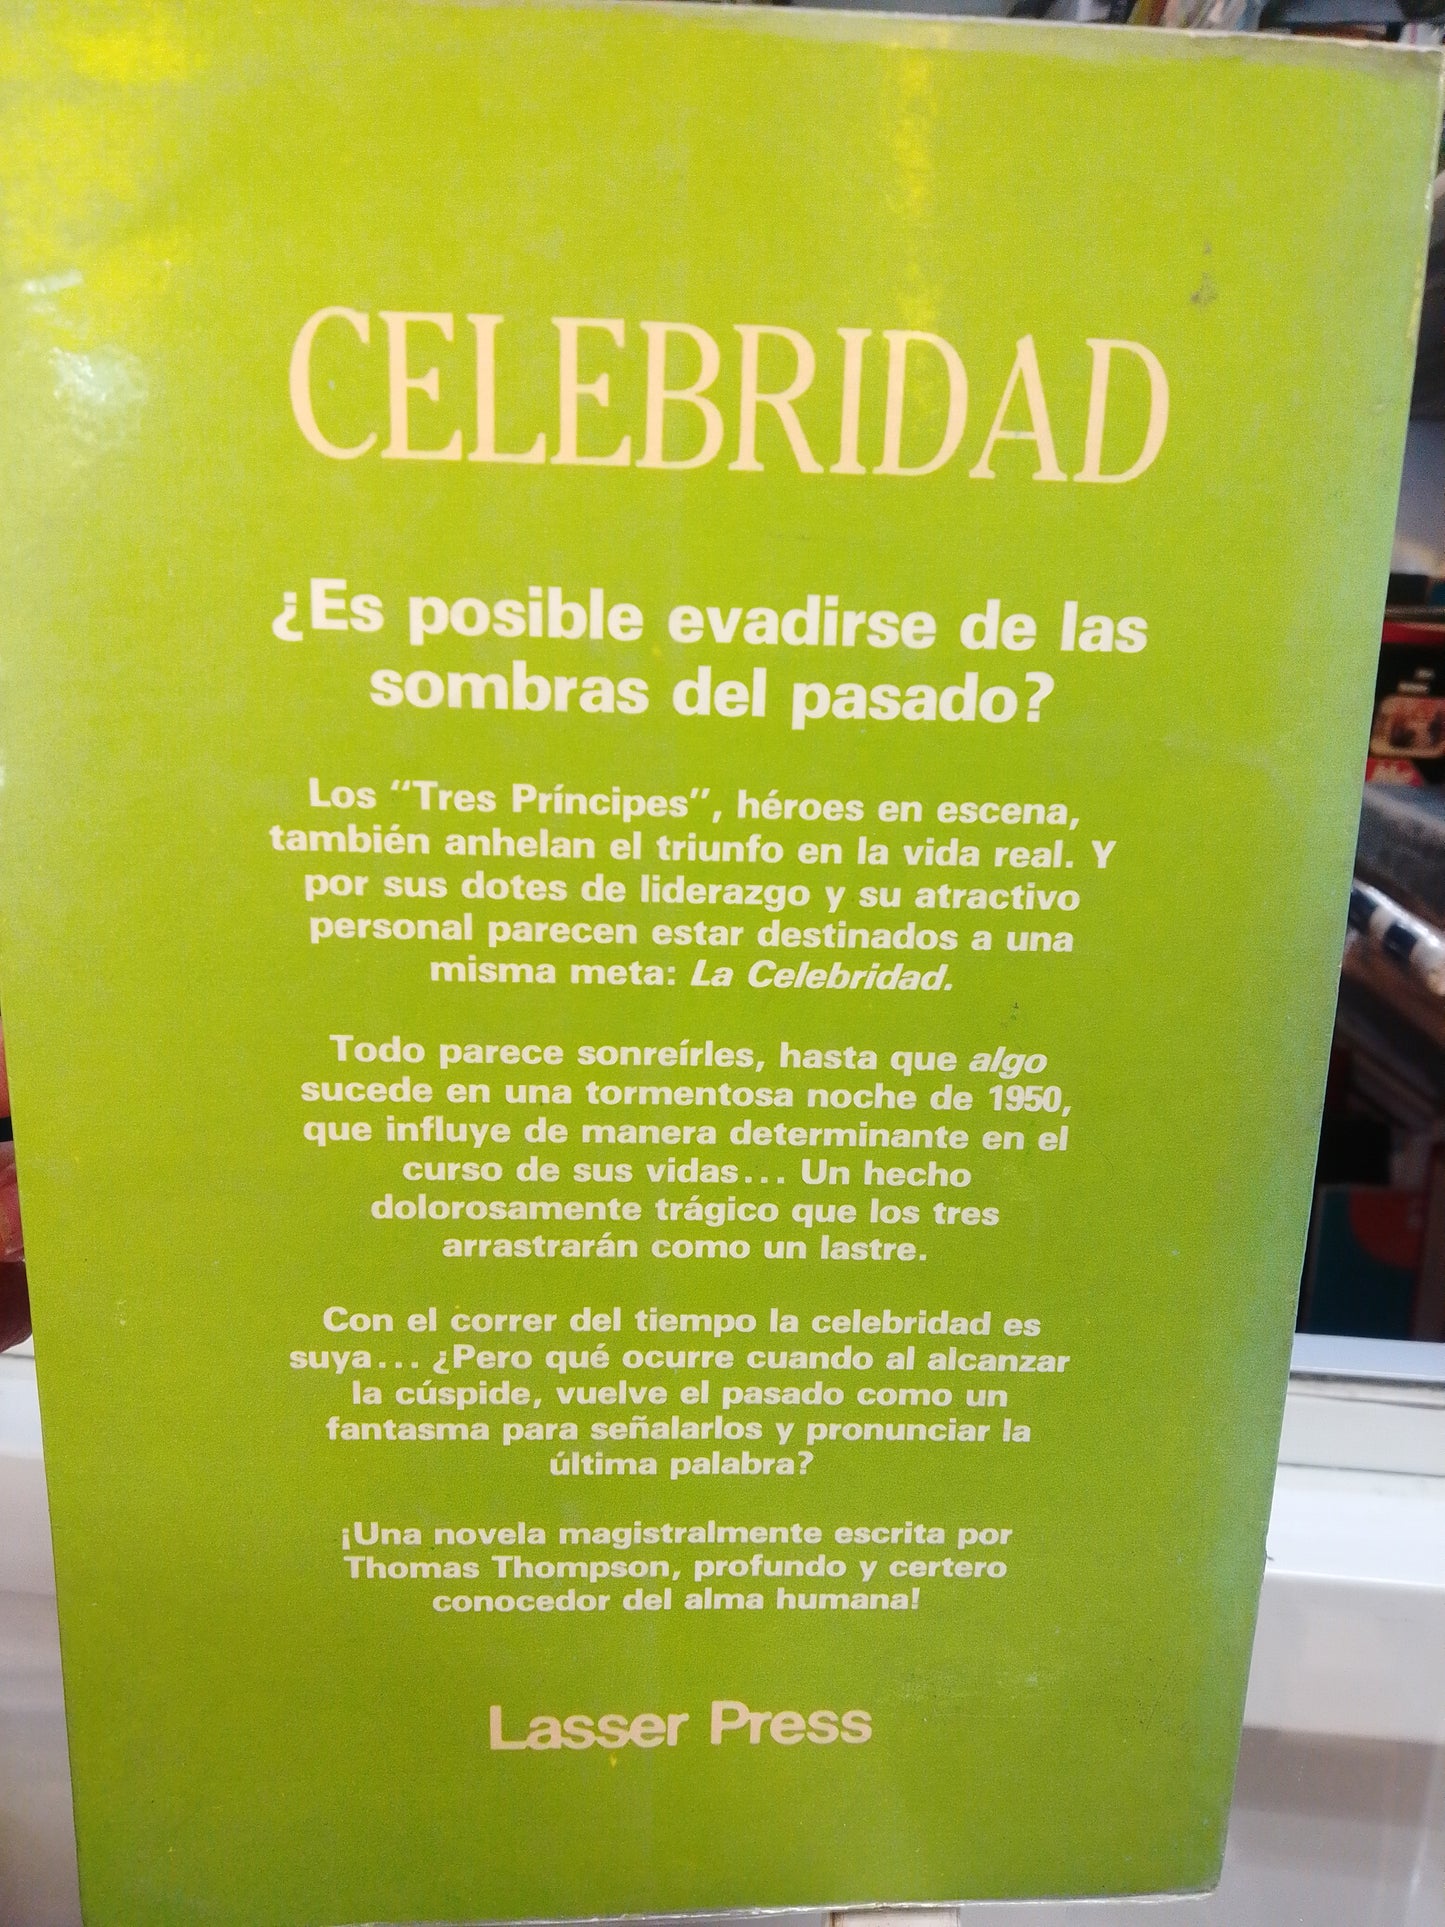 CELEBRIDAD
¿Es posible evadirse de las
sombras del pasado?
Los "Tres Príncipes", héroes en escena,
también anhelan el triunfo en la vida real. Y
por sus dotes de liderazgo y su atractivo
personal parecen estar destinados a una
misma meta: La Celebridad.
Todo parece sonreírles, hasta que algo
sucede en una tormentosa noche de 1950,
que influye de manera determinante en el
curso de sus vidas... Un hecho
dolorosamente trágico que los tres
arrastrarán como un lastre.
Con el correr del tiempo la celebridad es
suya... ¿Pero qué ocurre cuando al alcanzar
la cúspide, vuelve el pasado como un
fantasma para señalarlos y pronunciar la
última palabra?
¡Una novela magistralmente escrita por
Thomas Thompson, profundo y certero
conocedor del alma humana!
Lasser Press